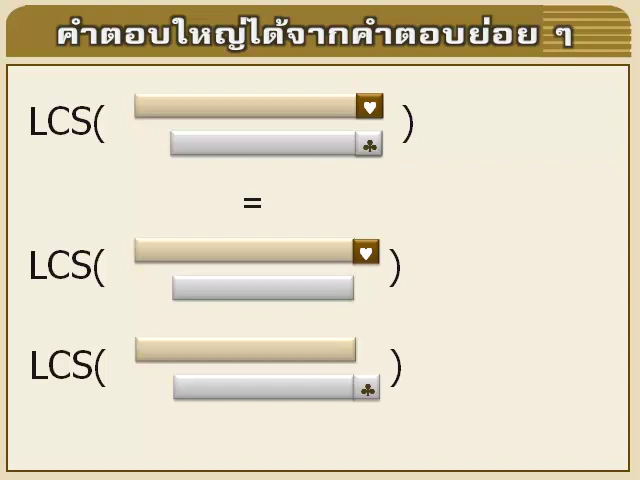 คำตอบใหญ่ได้จากคำตอบย่อย ๆ
LCS( ♥ )
♣
=
LCS( ♥ )
LCS( )
♣